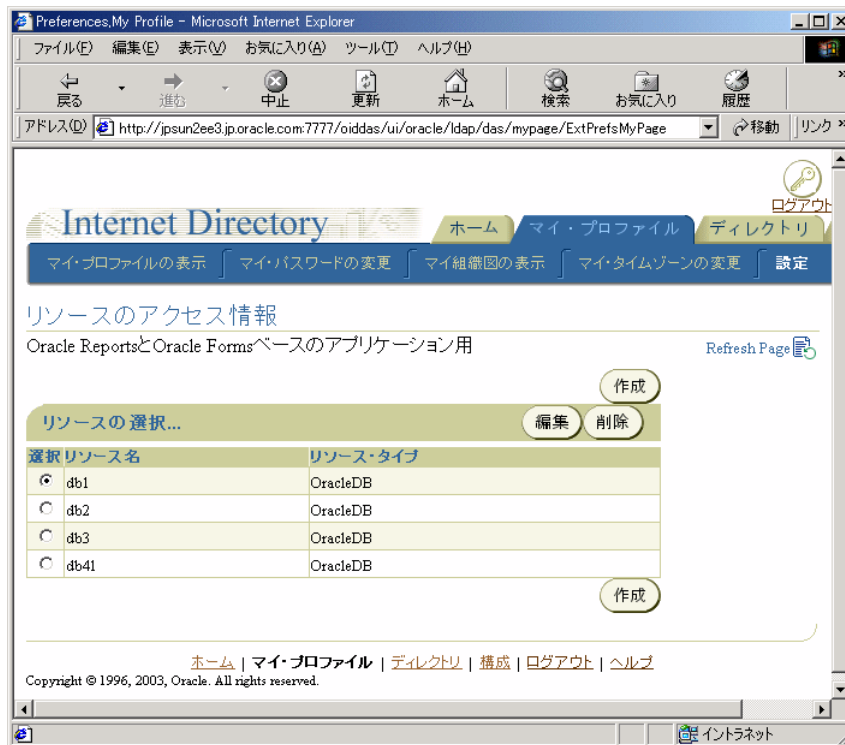 Preferences,My Profile - Microsoft Internet Explorer
ファイル(F) 編集(E) 表示(V) お気に入り(A) ツール(T) ヘルプ(H)
戻る 進む 中止 更新 ホーム 検索 お気に入り 履歴 »
アドレス(D) http://jpsun2ee3.jp.oracle.com:7777/oiddas/ui/oracle/ldap/das/mypage/ExtPrefsMyPage 移動 リンク »
ログアウト
Internet Directory ホーム マイ・プロファイル ディレクトリ
マイ・プロファイルの表示 マイ・パスワードの変更 マイ組織図の表示 マイ・タイムゾーンの変更 設定
リソースのアクセス情報
Oracle ReportsとOracle Formsベースのアプリケーション用 Refresh Page
作成
リソースの 選択... 編集 削除
選択 リソース名 リソース・タイプ
db1 OracleDB
db2 OracleDB
db3 OracleDB
db41 OracleDB
作成
ホーム | マイ・プロファイル | ディレクトリ | 構成 | ログアウト | ヘルプ
Copyright © 1996, 2003, Oracle. All rights reserved.
イントラネット